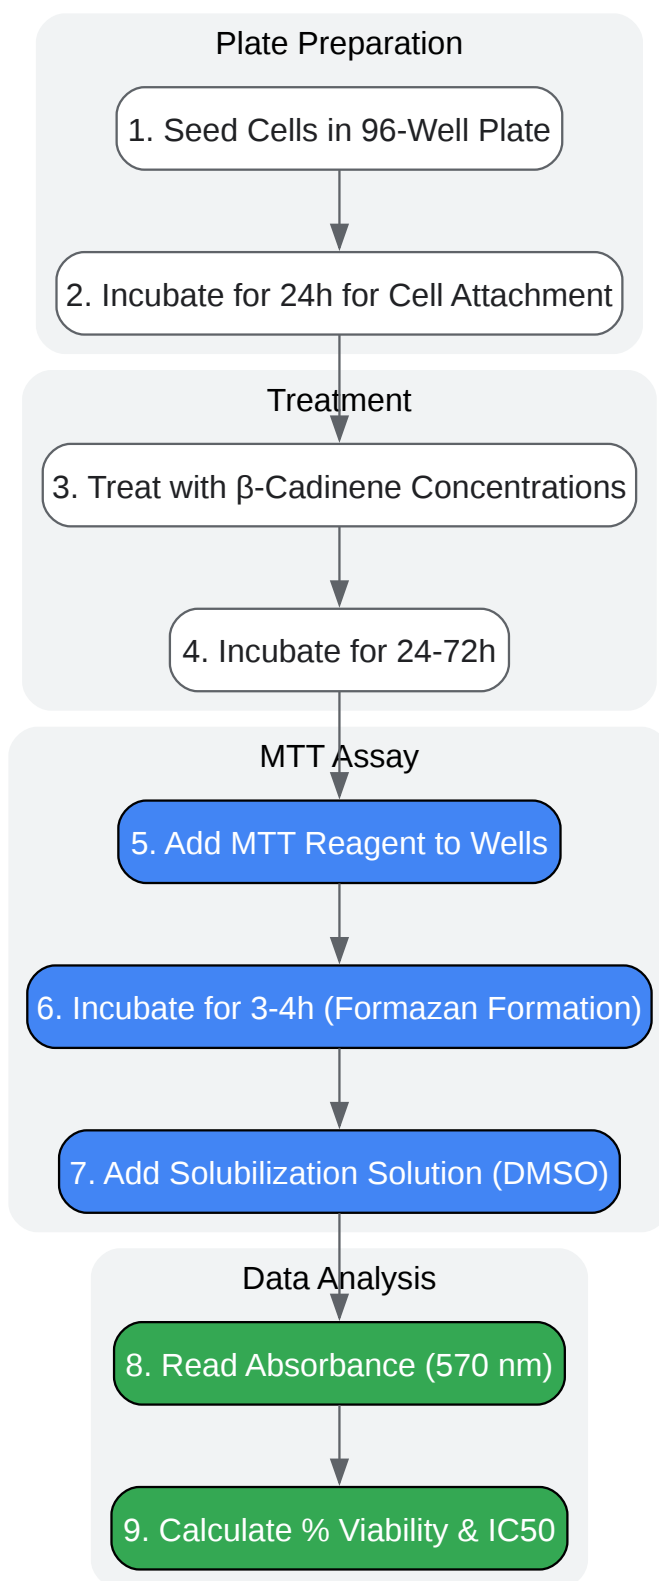 Plate Preparation
1. Seed Cells in 96-Well Plate
2. Incubate for 24h for Cell Attachment
Treatment
3. Treat with β-Cadinene Concentrations
4. Incubate for 24-72h
MTT Assay
5. Add MTT Reagent to Wells
6. Incubate for 3-4h (Formazan Formation)
7. Add Solubilization Solution (DMSO)
Data Analysis
8. Read Absorbance (570 nm)
9. Calculate % Viability & IC50